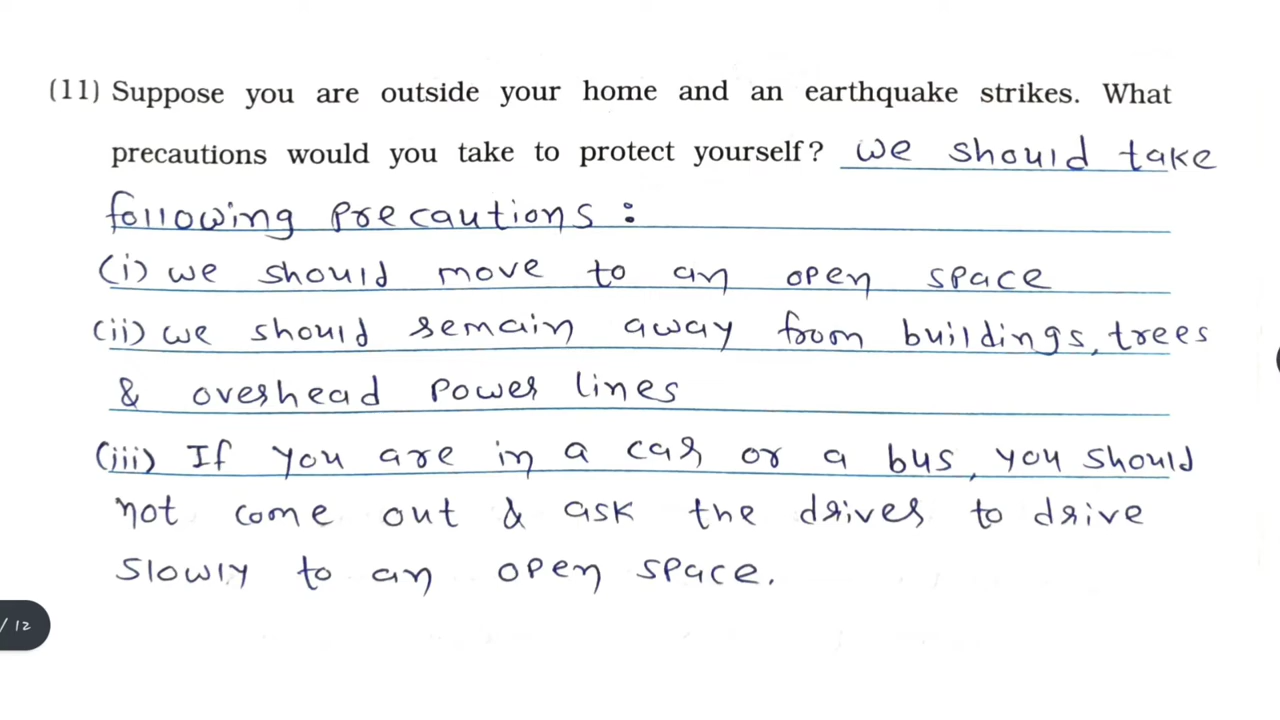 (11) Suppose you are outside your home and an earthquake strikes. What
precautions would you take to protect yourself? we should take
following precautions :
(i) we should move to an open space
(ii) we should remain away from buildings, trees
& overhead power lines
(iii) If you are in a car or a bus, you should
not come out & ask the driver to drive
slowly to an open space.
/ 12